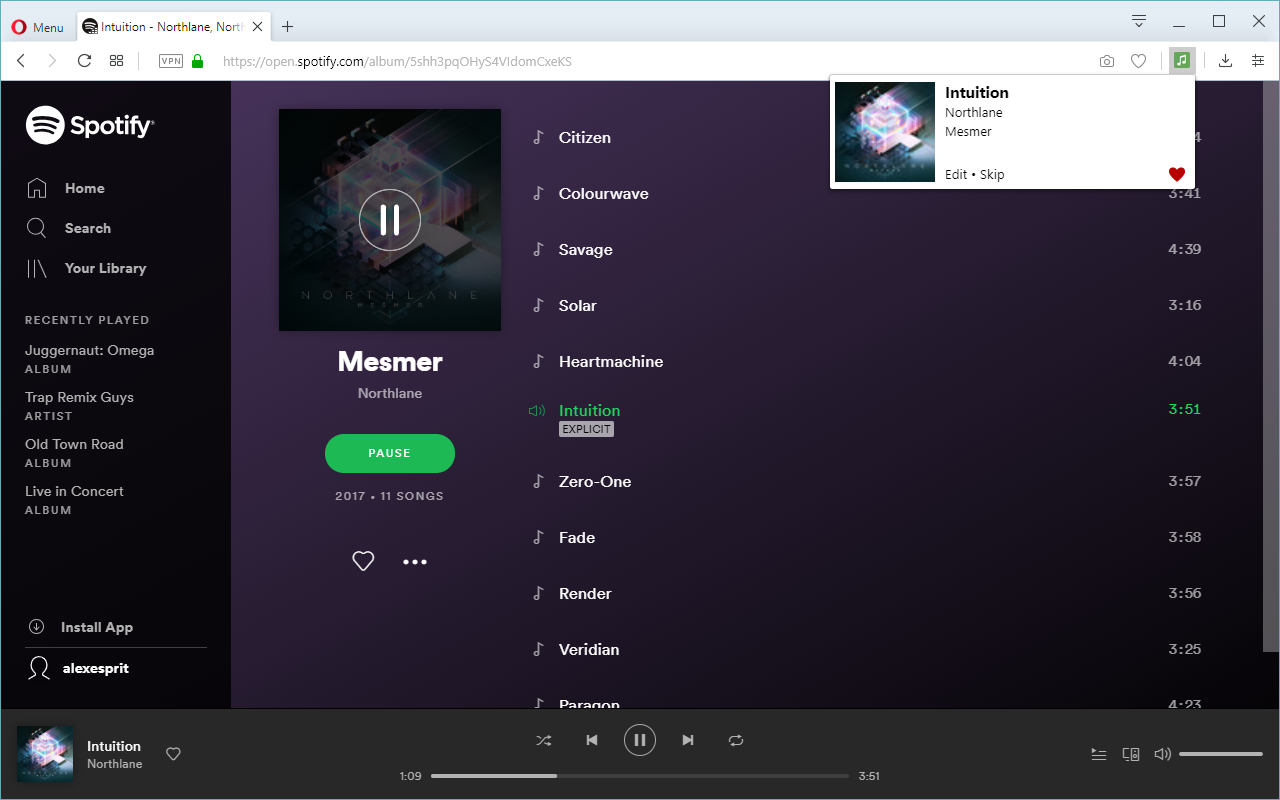 Menu
Intuition - Northlane, North
VPN
https://open.spotify.com/album/5shh3pqOHyS4VIdomCxeKS
Intuition
Northlane
Mesmer
Edit • Skip
Spotify
Home
Search
Your Library
RECENTLY PLAYED
Juggernaut: Omega
ALBUM
Trap Remix Guys
ARTIST
Old Town Road
ALBUM
Live in Concert
ALBUM
Install App
alexesprit
NORTHLANE
MESMER
Mesmer
Northlane
PAUSE
2017 • 11 SONGS
Citizen 4
Colourwave 3:41
Savage 4:39
Solar 3:16
Heartmachine 4:04
Intuition 3:51
EXPLICIT
Zero-One 3:57
Fade 3:58
Render 3:56
Veridian 3:25
Paragon 4:23
Intuition
Northlane
1:09 3:51